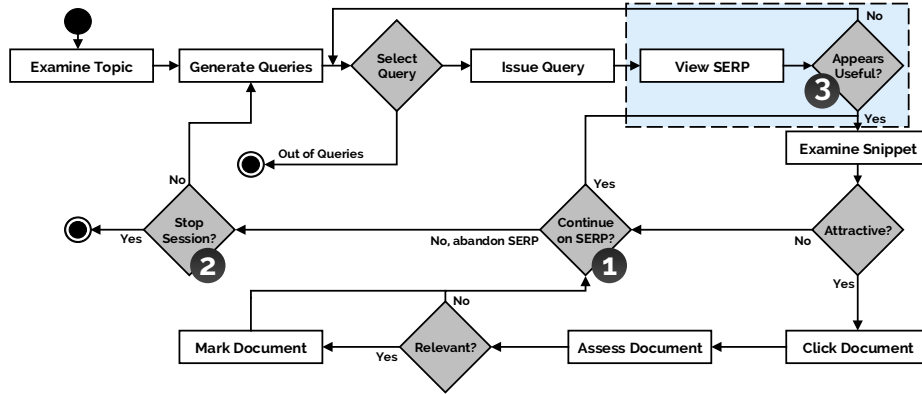 No
Examine Topic
Generate Queries
Select
Query
Issue Query
View SERP
Appears
Useful?
3
Yes
Out of Queries
Examine Snippet
No
Yes
Stop
Session?
Yes
2
No, abandon SERP
Continue
on SERP?
1
No
Attractive?
Yes
No
Mark Document
Yes
Relevant?
Assess Document
Click Document